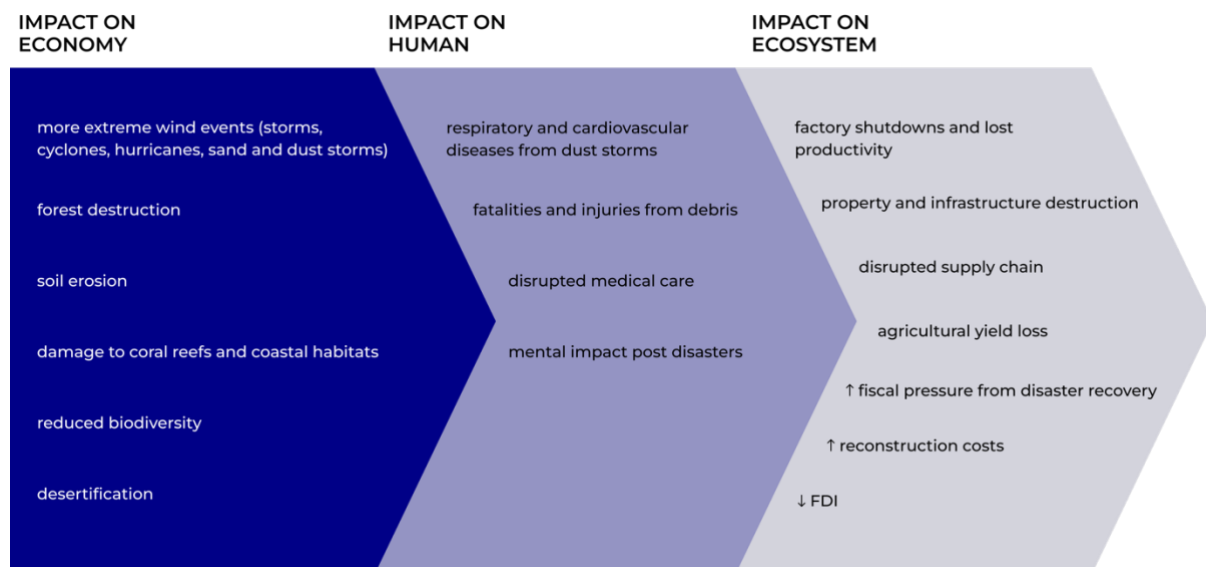 IMPACT ON
ECONOMY
more extreme wind events (storms,
cyclones, hurricanes, sand and dust storms)
forest destruction
soil erosion
damage to coral reefs and coastal habitats
reduced biodiversity
desertification
IMPACT ON
HUMAN
respiratory and cardiovascular
diseases from dust storms
fatalities and injuries from debris
disrupted medical care
mental impact post disasters
IMPACT ON
ECOSYSTEM
factory shutdowns and lost
productivity
property and infrastructure destruction
disrupted supply chain
agricultural yield loss
↑ fiscal pressure from disaster recovery
↑ reconstruction costs
↓ FDI